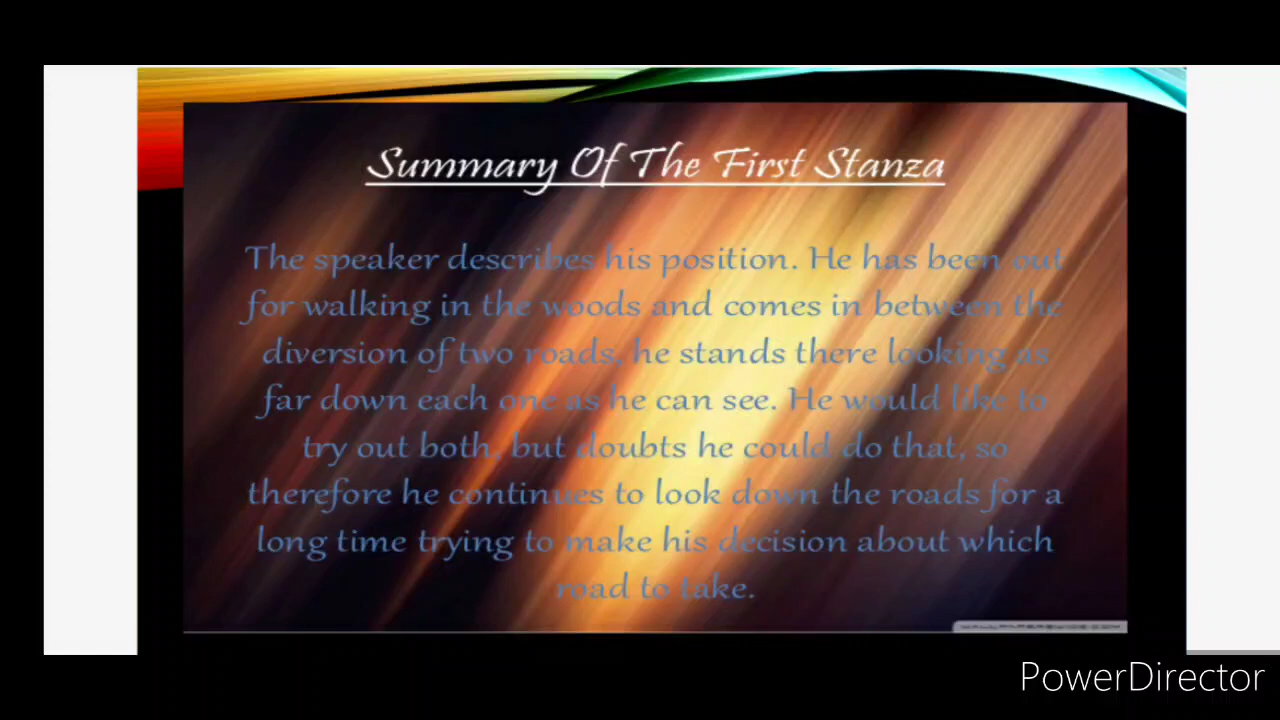 Summary Of The First Stanza
The speaker describes his position. He has been out
for walking in the woods and comes in between the
diversion of two roads, he stands there looking as
far down each one as he can see. He would like to
try out both, but doubts he could do that, so
therefore he continues to look down the roads for a
long time trying to make his decision about which
road to take.
PowerDirector